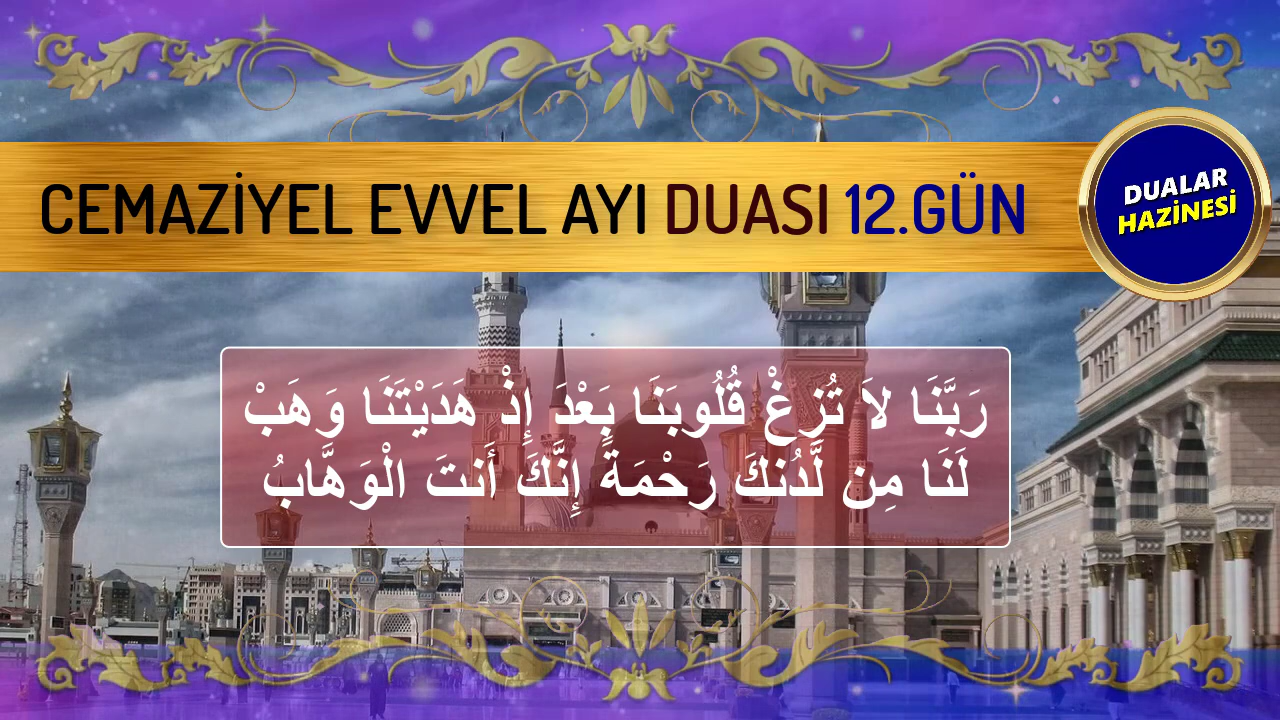 CEMAZİYEL EVVEL AYI DUASI 12.GÜN
DUALAR
HAZİNESİ
رَبَّنَا لاَ تُزِغْ قُلُوبَنَا بَعْدَ إِذْ هَدَيْتَنَا وَهَبْ
لَنَا مِن لَّدُنكَ رَحْمَةً إِنَّكَ أَنتَ الْوَهَّابُ